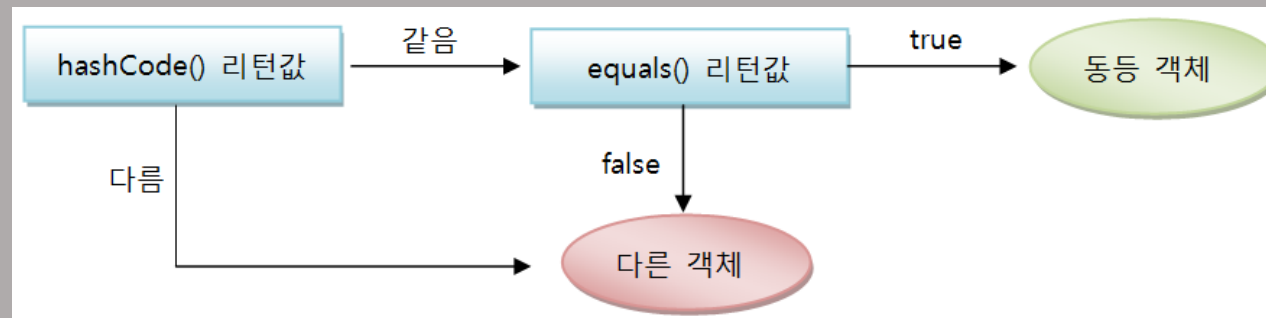 hashCode() 리턴값
같음
equals() 리턴값
true
동등 객체
다름
false
다른 객체